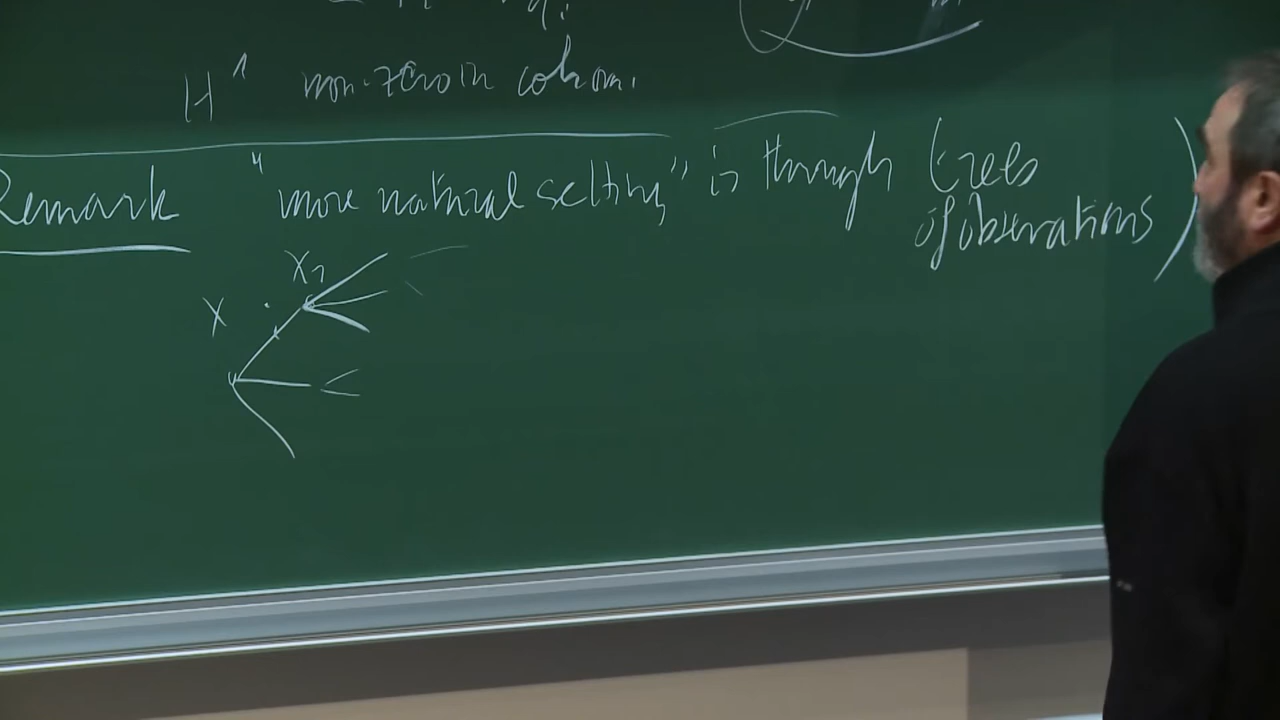 H¹ non-zero in cohom.
Remark "more natural setting" is through (trees
of observations)
X X₁